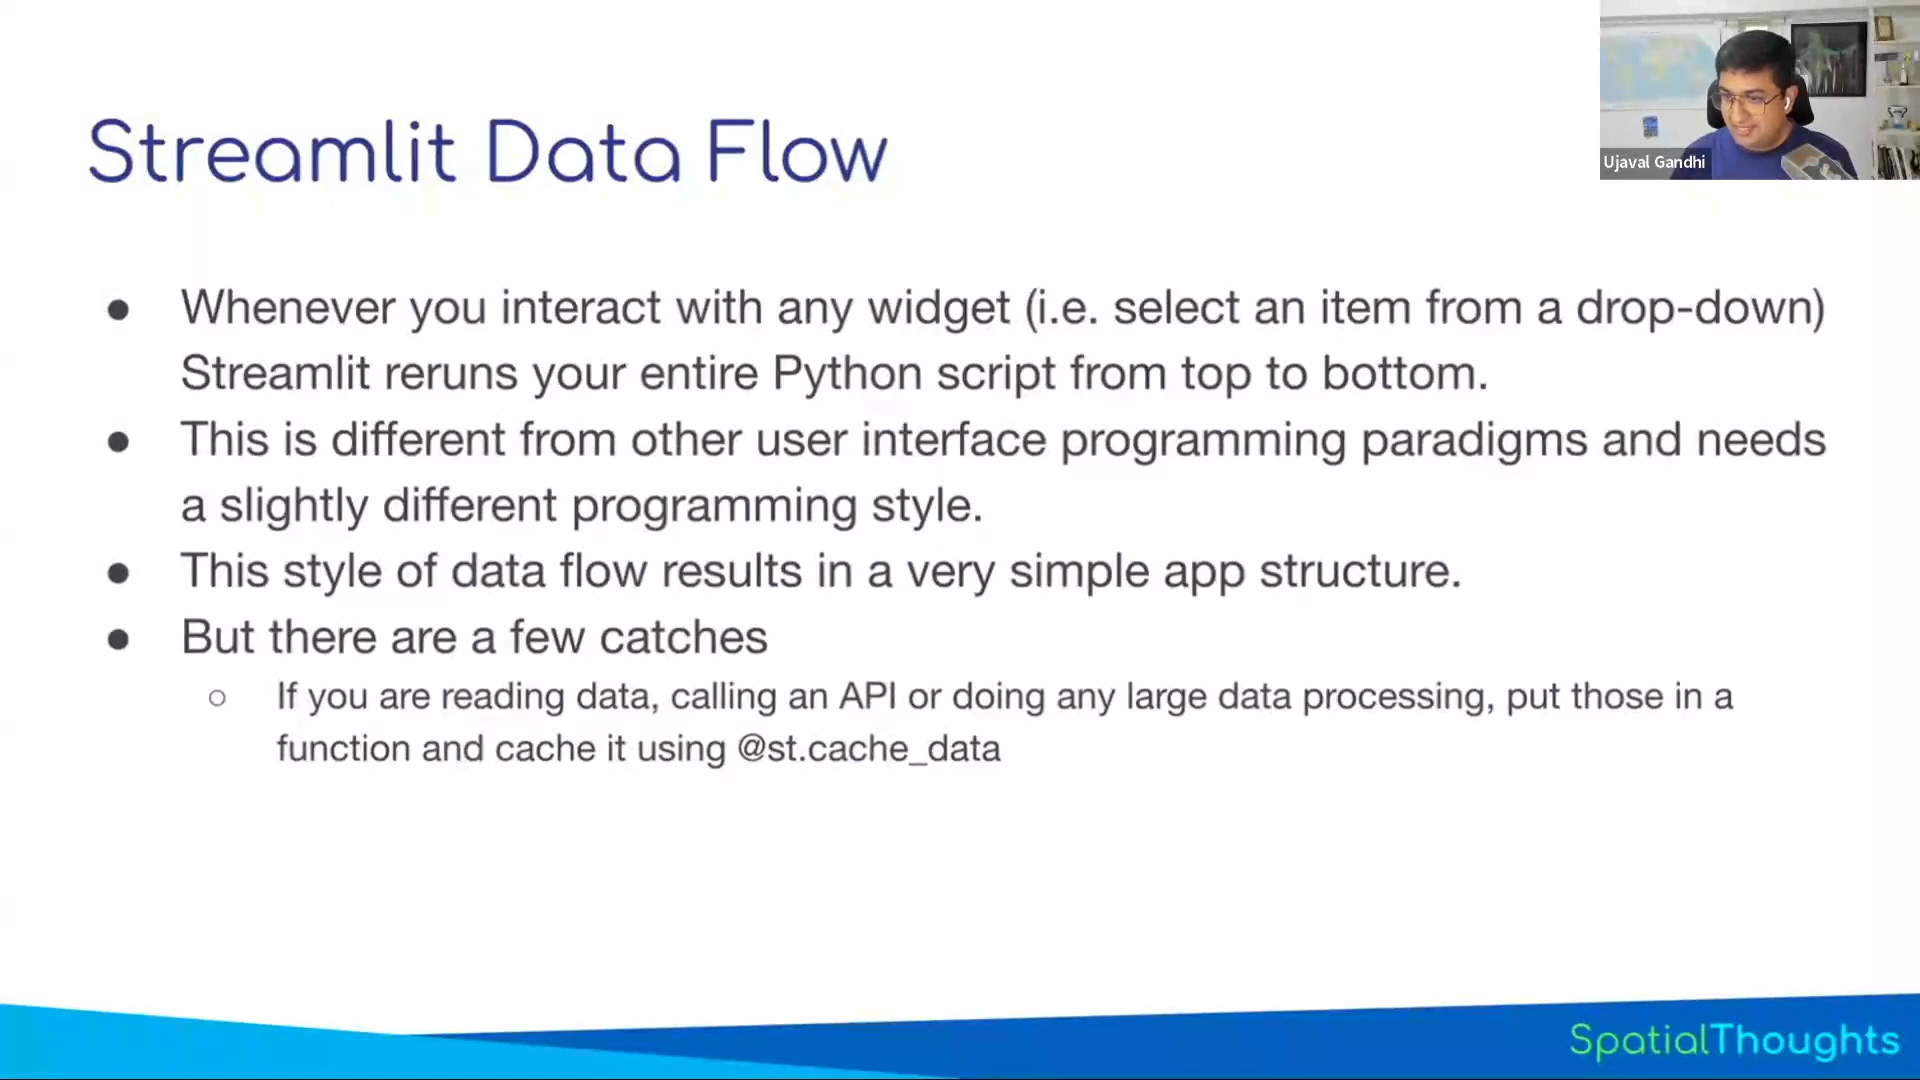 Streamlit Data Flow
Ujaval Gandhi
● Whenever you interact with any widget (i.e. select an item from a drop-down)
Streamlit reruns your entire Python script from top to bottom.
● This is different from other user interface programming paradigms and needs
a slightly different programming style.
● This style of data flow results in a very simple app structure.
● But there are a few catches
○ If you are reading data, calling an API or doing any large data processing, put those in a
function and cache it using @st.cache_data
SpatialThoughts